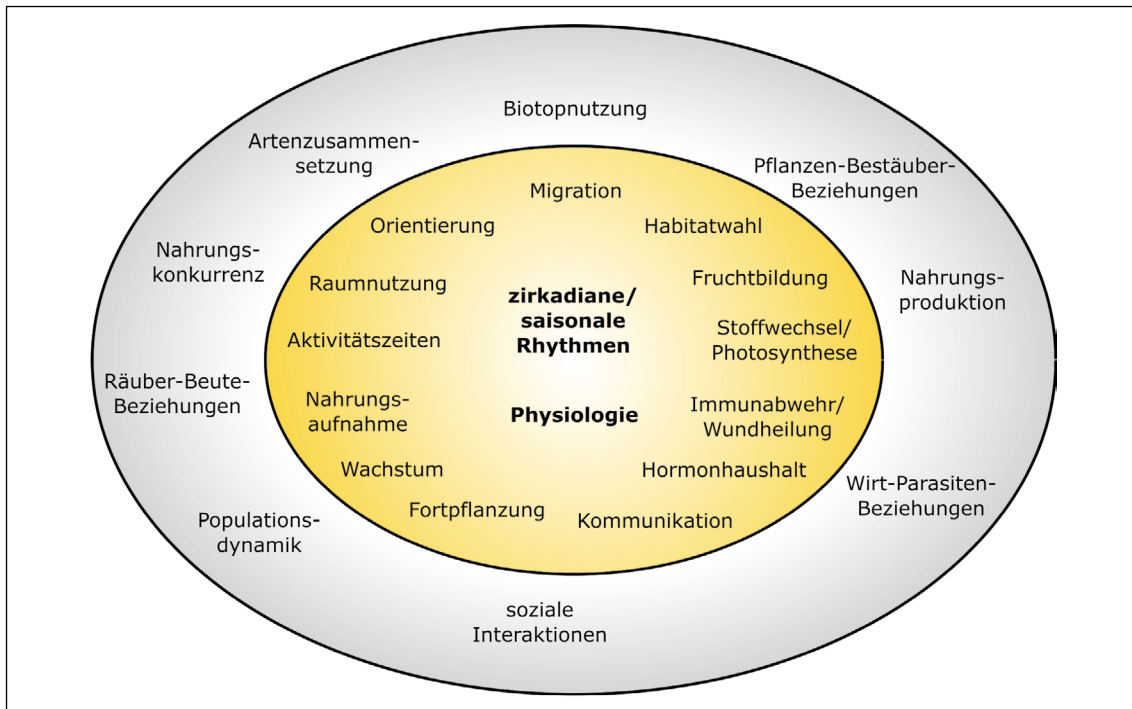 Biotopnutzung
Artenzusammen-
setzung
Pflanzen-Bestäuber-
Beziehungen
Migration
Orientierung
Habitatwahl
Nahrungs-
konkurrenz
Raumnutzung
Fruchtbildung
Nahrungs-
produktion
zirkadiane/
saisonale
Rhythmen
Aktivitätszeiten
Stoffwechsel/
Photosynthese
Räuber-Beute-
Beziehungen
Nahrungs-
aufnahme
Physiologie
Immunabwehr/
Wundheilung
Wachstum
Hormonhaushalt
Wirt-Parasiten-
Beziehungen
Fortpflanzung
Kommunikation
Populations-
dynamik
soziale
Interaktionen